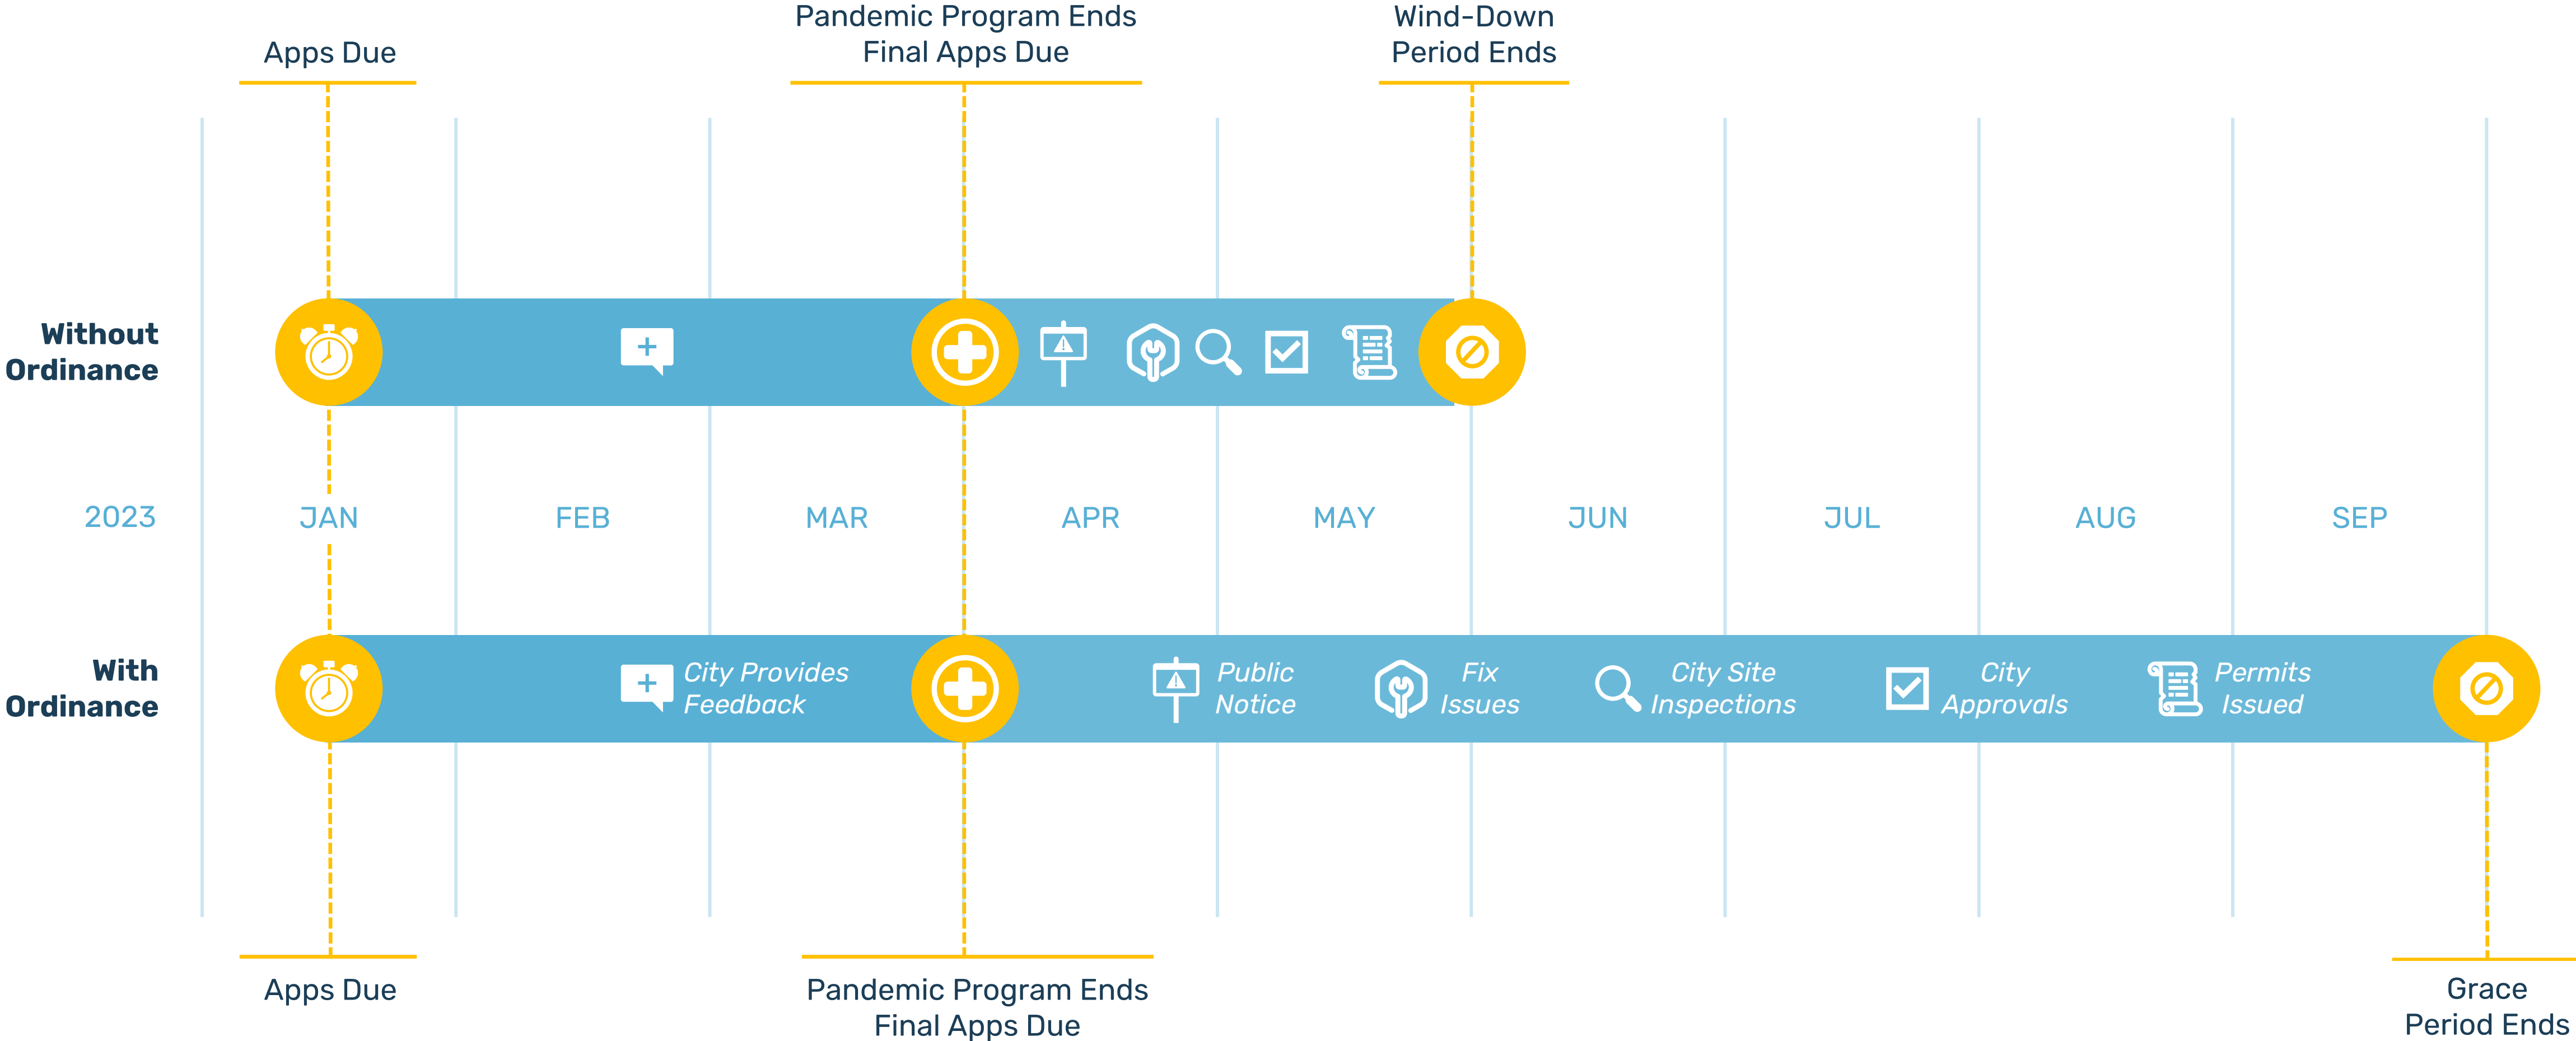 Apps Due
Pandemic Program Ends
Final Apps Due
Wind-Down
Period Ends
Without
Ordinance
2023
JAN
FEB
MAR
APR
MAY
JUN
JUL
AUG
SEP
With
Ordinance
City Provides
Feedback
Public
Notice
Fix
Issues
City Site
Inspections
City
Approvals
Permits
Issued
Apps Due
Pandemic Program Ends
Final Apps Due
Grace
Period Ends